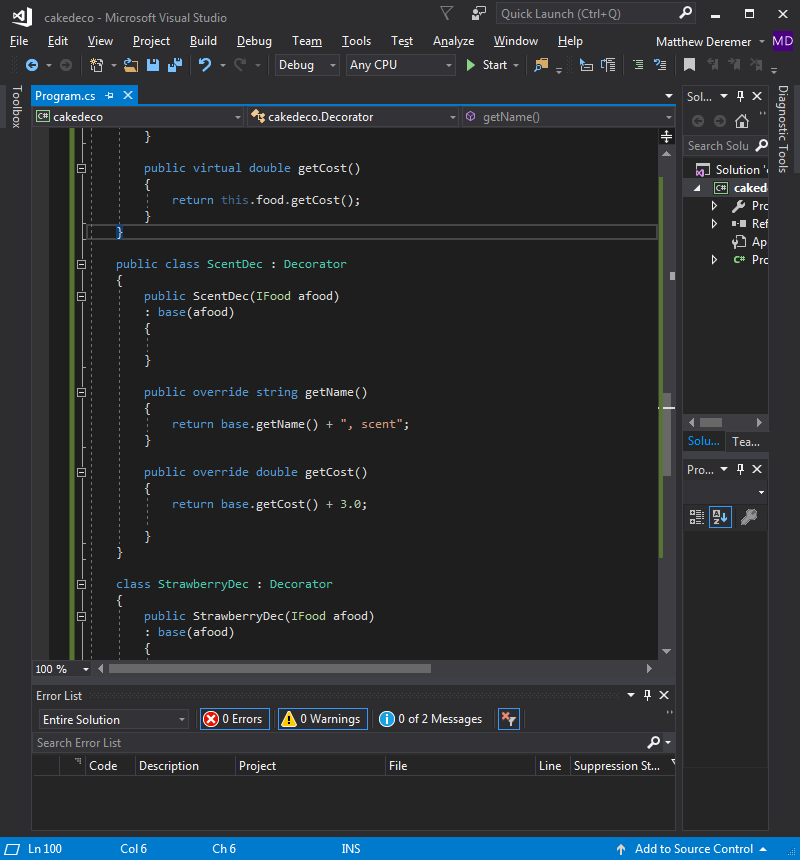 cakedeco - Microsoft Visual Studio
Quick Launch (Ctrl+Q)
File Edit View Project Build Debug Team Tools Test Analyze Window Help Matthew Deremer MD
Debug Any CPU Start
Toolbox
Program.cs
cakedeco cakedeco.Decorator getName()
}
public virtual double getCost()
{
return this.food.getCost();
}
}
public class ScentDec : Decorator
{
public ScentDec(IFood afood)
: base(afood)
{
}
public override string getName()
{
return base.getName() + ", scent";
}
public override double getCost()
{
return base.getCost() + 3.0;
}
}
class StrawberryDec : Decorator
{
public StrawberryDec(IFood afood)
: base(afood)
{
100 %
Sol...
Search Solu
Solution '
caked
Pro
Ref
Ap
Pro
Solu... Tea...
Pro...
Diagnostic Tools
Error List
Entire Solution 0 Errors 0 Warnings 0 of 2 Messages
Search Error List
Code Description Project File Line Suppression St...
Ln 100 Col 6 Ch 6 INS Add to Source Control